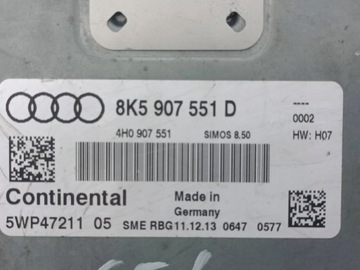 8K5 907 551 D
----
0002
4H0 907 551 SIMOS 8.50 HW: H07
Continental
Made in
Germany
5WP47211 05 SME RBG11.12.13 0647 0577